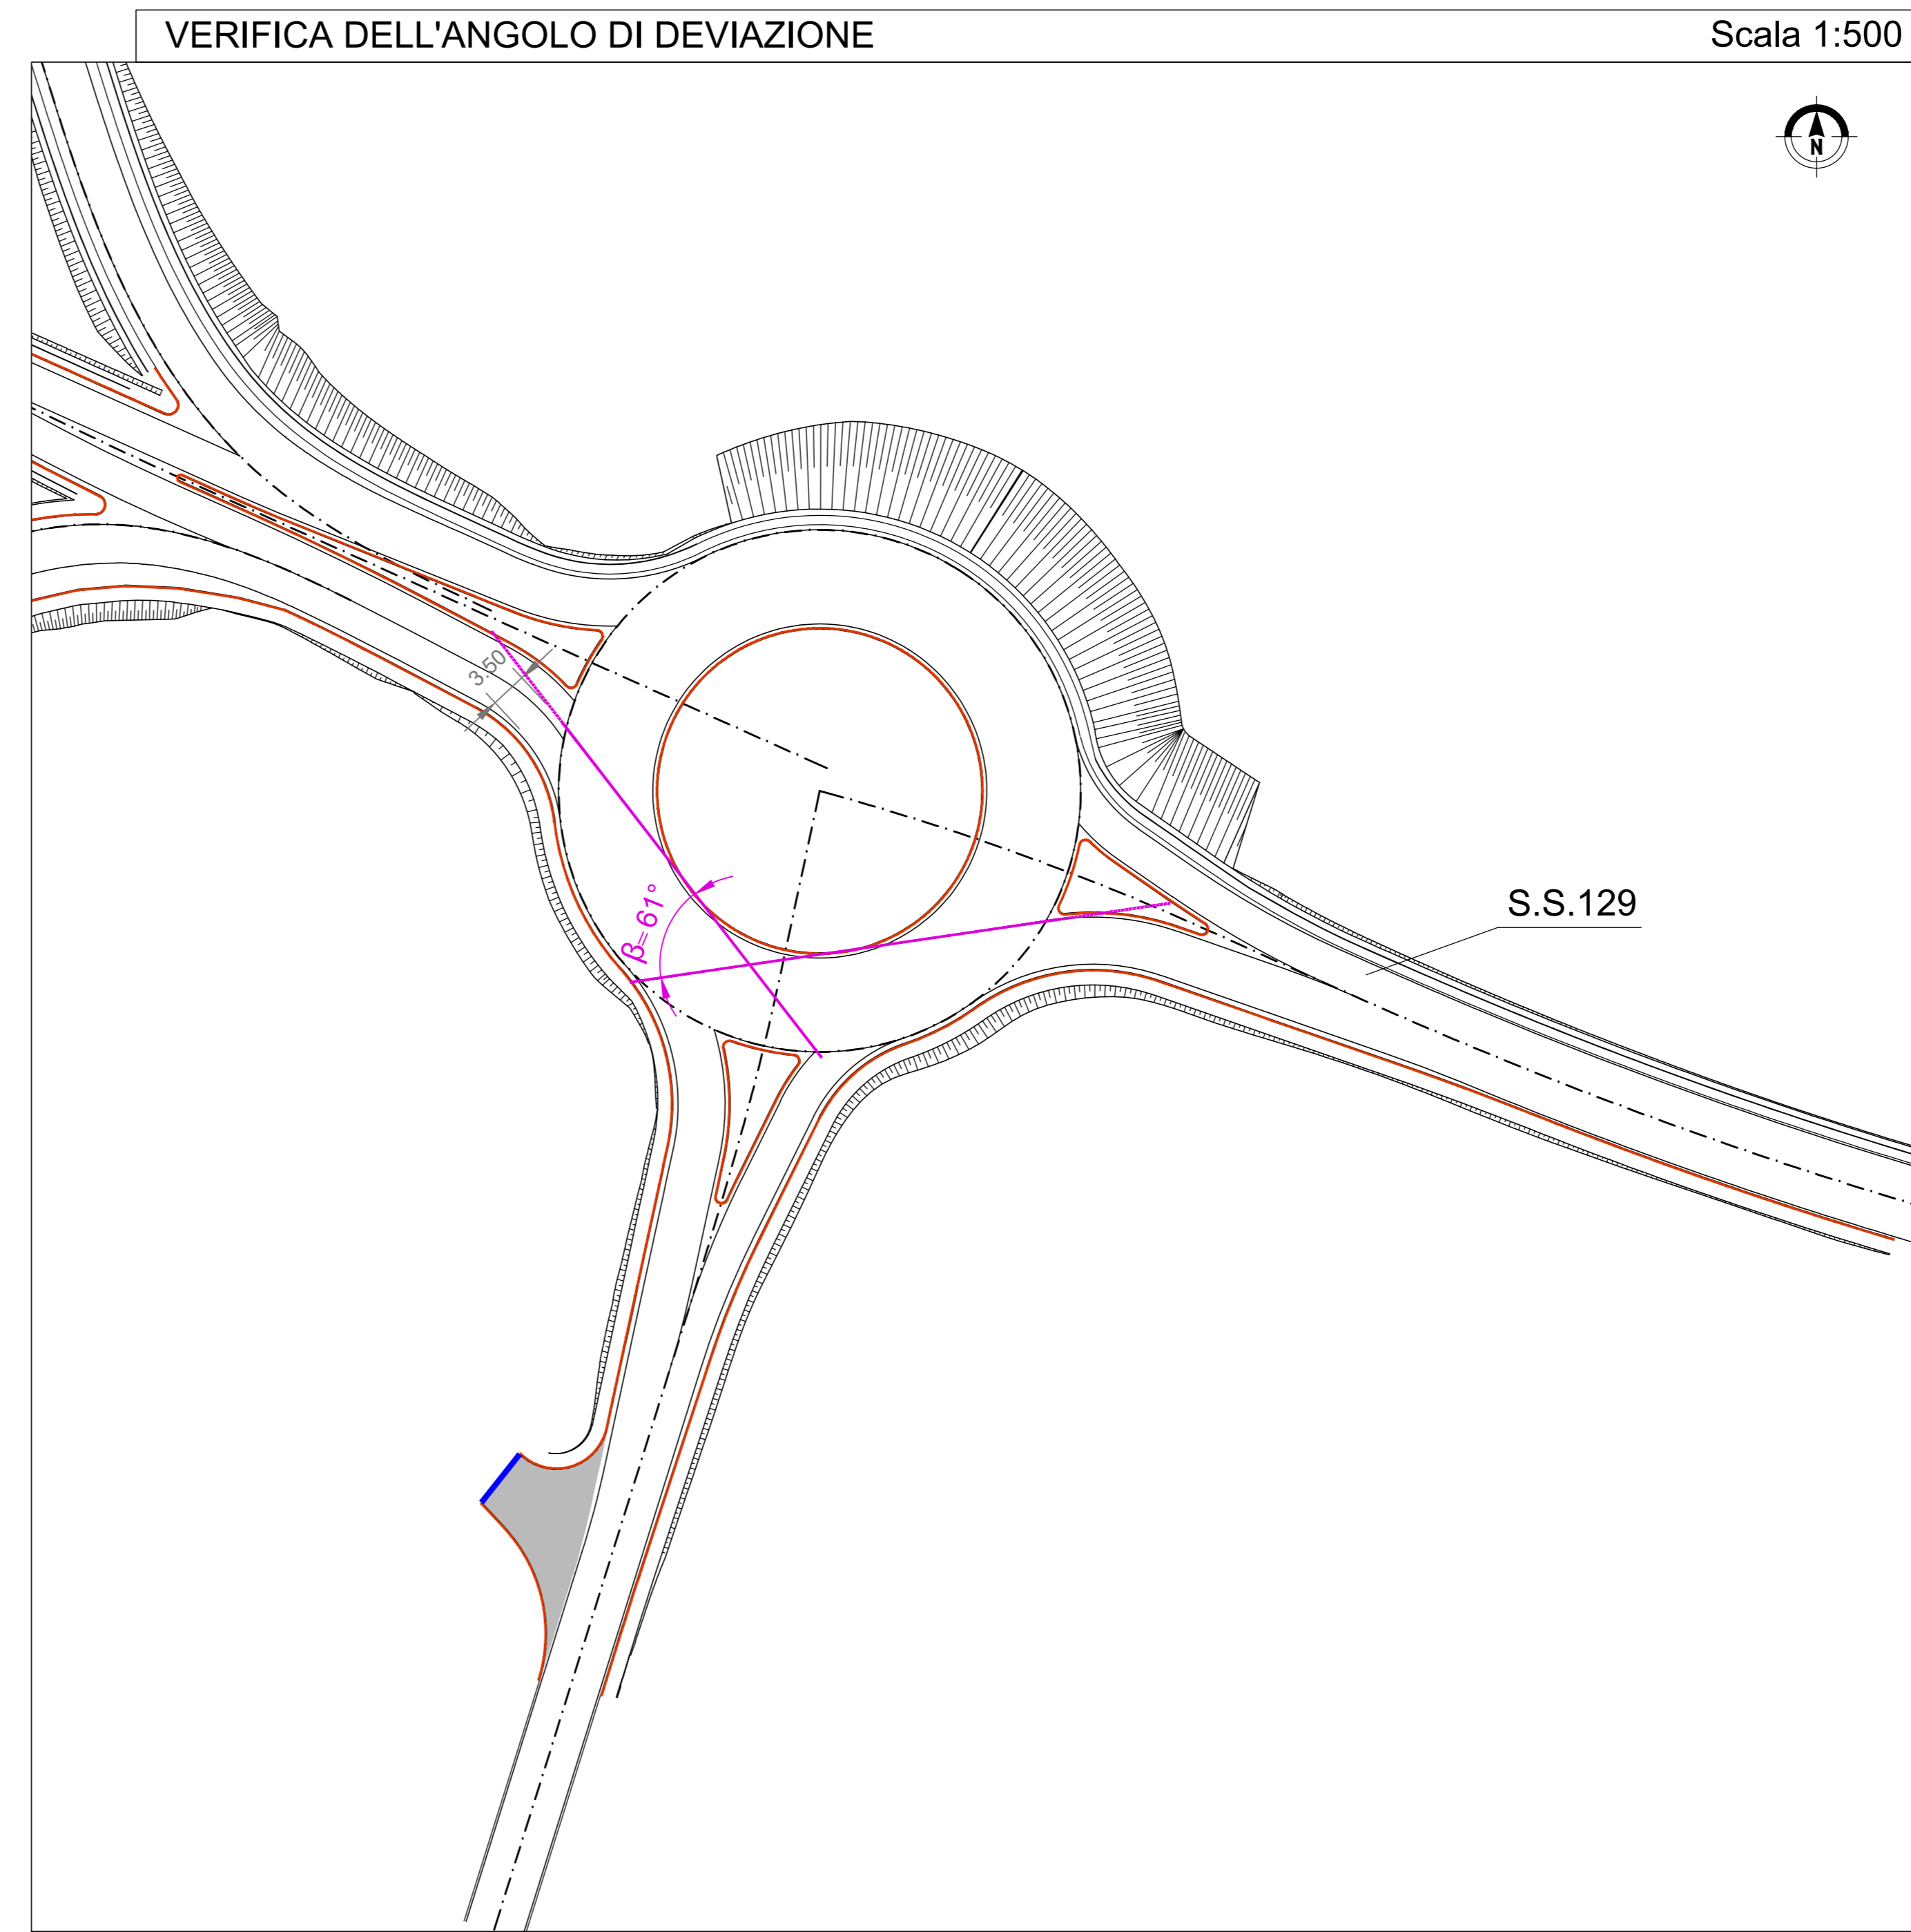 VERIFICA DELL'ANGOLO DI DEVIAZIONE
Scala 1:500
N
3.50
β=61°
S.S.129